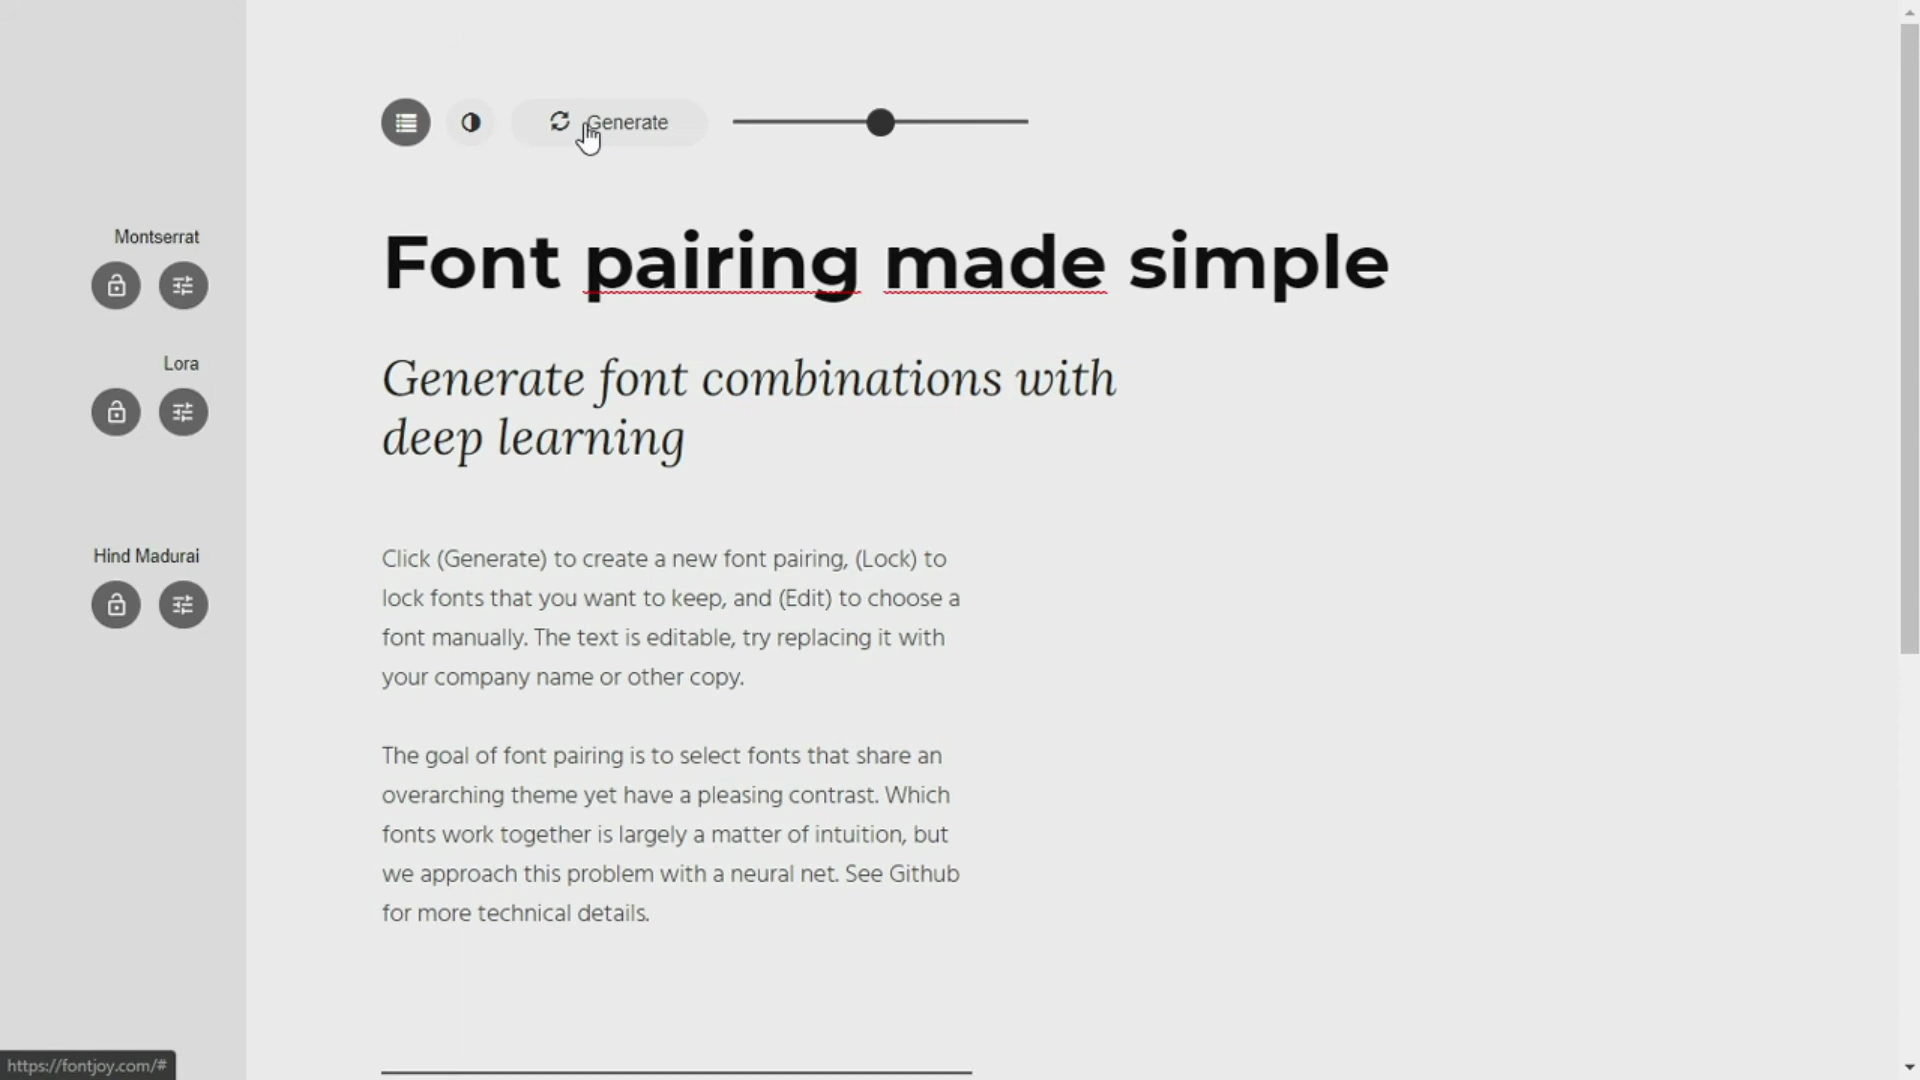 Generate
Montserrat
Font pairing made simple
Lora
Generate font combinations with
deep learning
Hind Madurai
Click (Generate) to create a new font pairing, (Lock) to
lock fonts that you want to keep, and (Edit) to choose a
font manually. The text is editable, try replacing it with
your company name or other copy.
The goal of font pairing is to select fonts that share an
overarching theme yet have a pleasing contrast. Which
fonts work together is largely a matter of intuition, but
we approach this problem with a neural net. See Github
for more technical details.
https://fontjoy.com/#